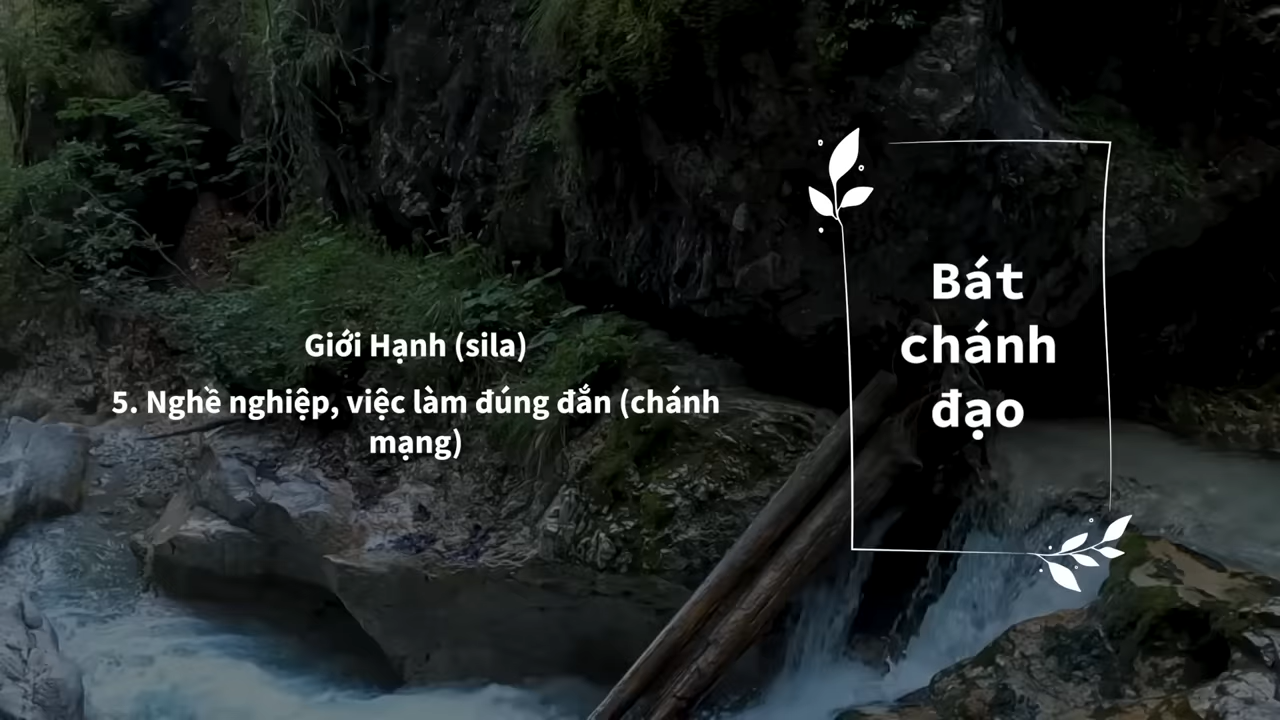 Giới Hạnh (sila)
5. Nghề nghiệp, việc làm đúng đắn (chánh
mạng)
Bát
chánh
đạo